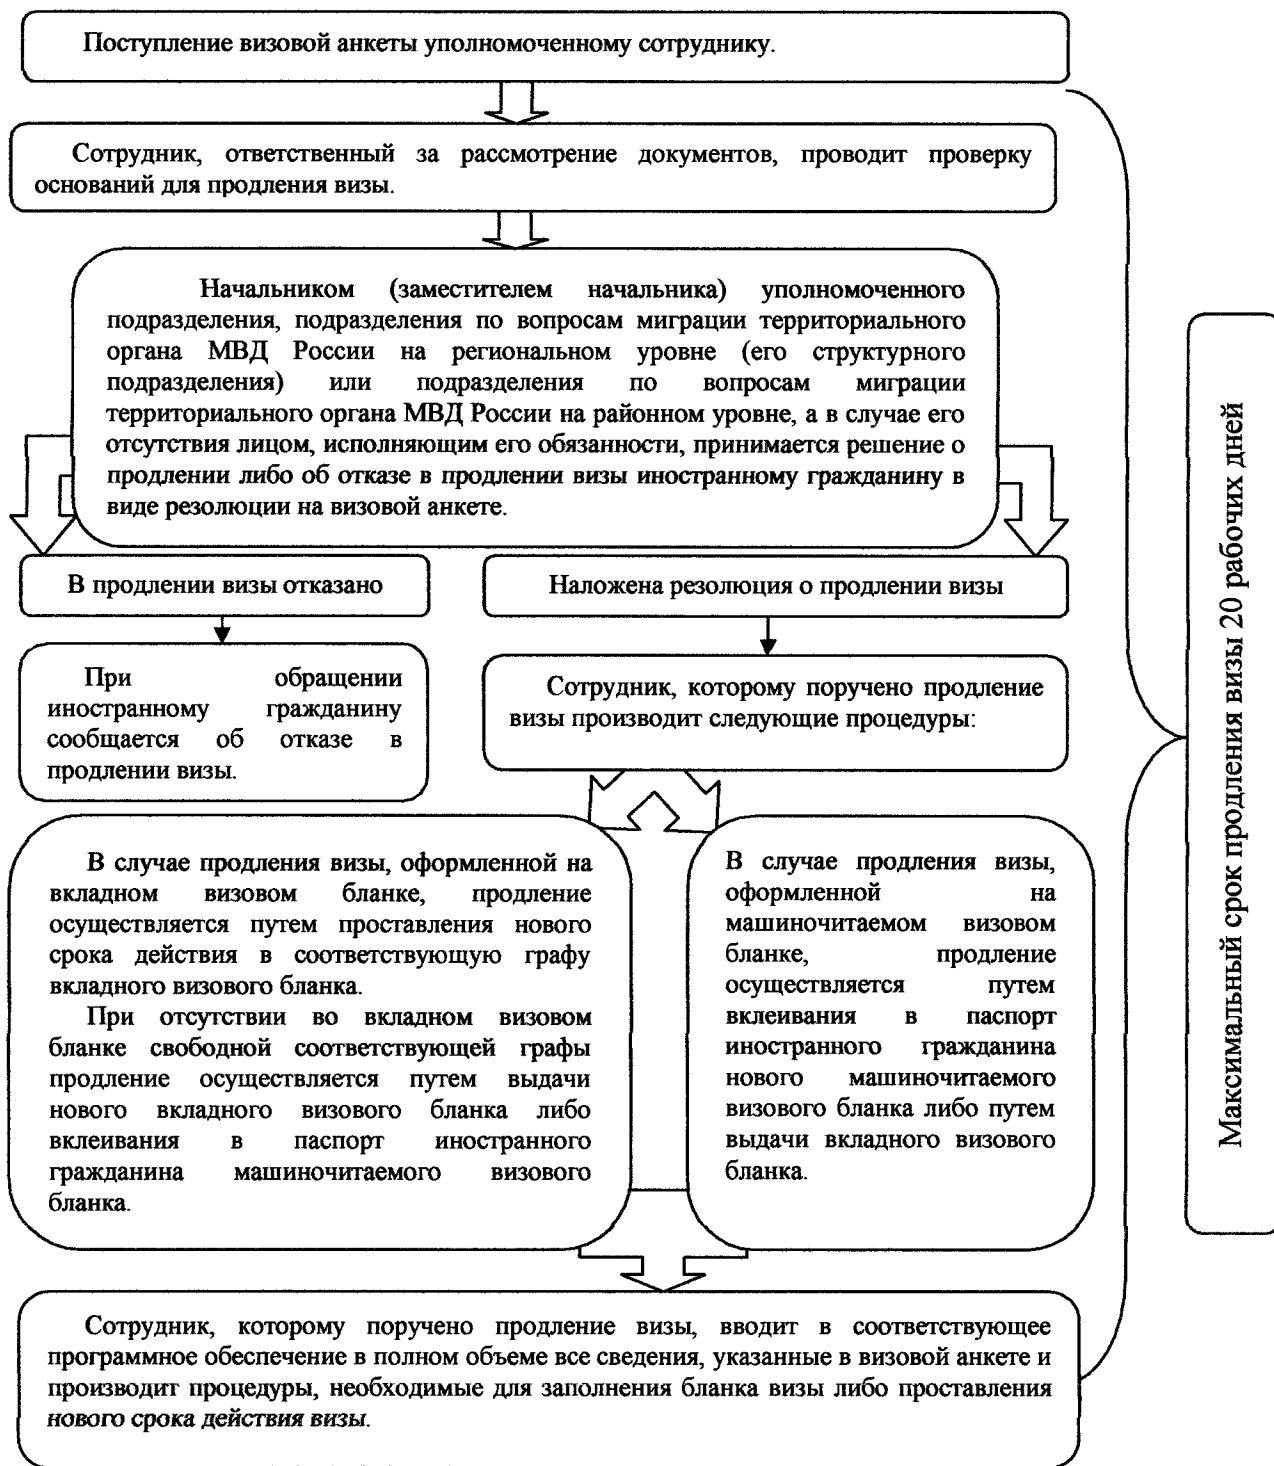 Поступление визовой анкеты уполномоченному сотруднику.
Сотрудник, ответственный за рассмотрение документов, проводит проверку
оснований для продления визы.
Начальником (заместителем начальника) уполномоченного
подразделения, подразделения по вопросам миграции территориального
органа МВД России на региональном уровне (его структурного
подразделения) или подразделения по вопросам миграции
территориального органа МВД России на районном уровне, а в случае его
отсутствия лицом, исполняющим его обязанности, принимается решение о
продлении либо об отказе в продлении визы иностранному гражданину в
виде резолюции на визовой анкете.
В продлении визы отказано
Наложена резолюция о продлении визы
При обращении
иностранному гражданину
сообщается об отказе в
продлении визы.
Сотрудник, которому поручено продление
визы производит следующие процедуры:
В случае продления визы, оформленной на
вкладном визовом бланке, продление
осуществляется путем проставления нового
срока действия в соответствующую графу
вкладного визового бланка.
При отсутствии во вкладном визовом
бланке свободной соответствующей графы
продление осуществляется путем выдачи
нового вкладного визового бланка либо
вклеивания в паспорт иностранного
гражданина машиночитаемого визового
бланка.
В случае продления визы,
оформленной на
машиночитаемом визовом
бланке, продление
осуществляется путем
вклеивания в паспорт
иностранного гражданина
нового машиночитаемого
визового бланка либо путем
выдачи вкладного визового
бланка.
Сотрудник, которому поручено продление визы, вводит в соответствующее
программное обеспечение в полном объеме все сведения, указанные в визовой анкете и
производит процедуры, необходимые для заполнения бланка визы либо проставления
нового срока действия визы.
Максимальный срок продления визы 20 рабочих дней